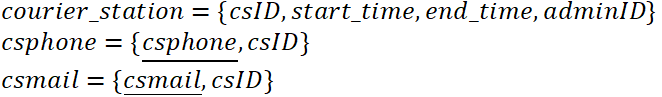 courier_station = {csID, start_time, end_time, adminID}
csphone = {csphone, csID}
csmail = {csmail, csID}